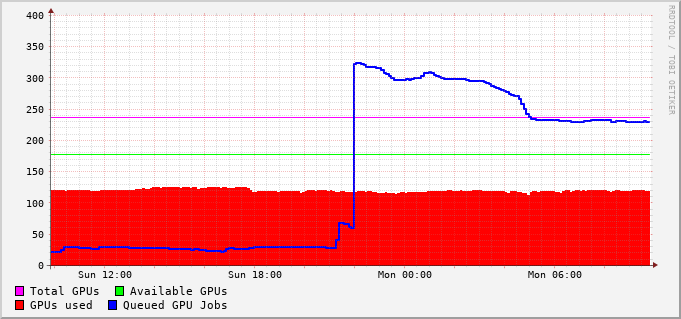 400
350
300
250
200
150
100
50
0
Sun 12:00 Sun 18:00 Mon 00:00 Mon 06:00
Total GPUs Available GPUs
GPUs used Queued GPU Jobs
RRDTOOL / TOBI OETIKER